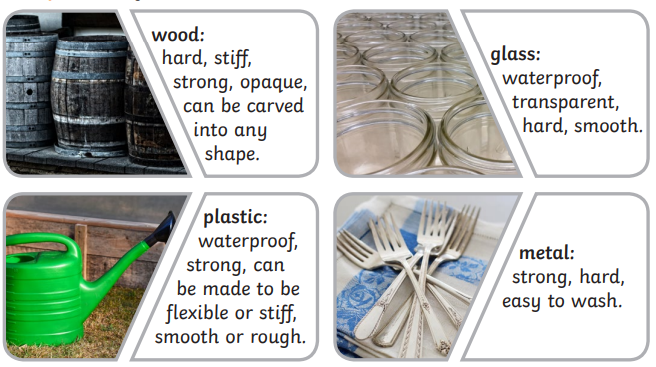 wood:
hard, stiff,
strong, opaque,
can be carved
into any
shape.
glass:
waterproof,
transparent,
hard, smooth.
plastic:
waterproof,
strong, can
be made to be
flexible or stiff,
smooth or rough.
metal:
strong, hard,
easy to wash.